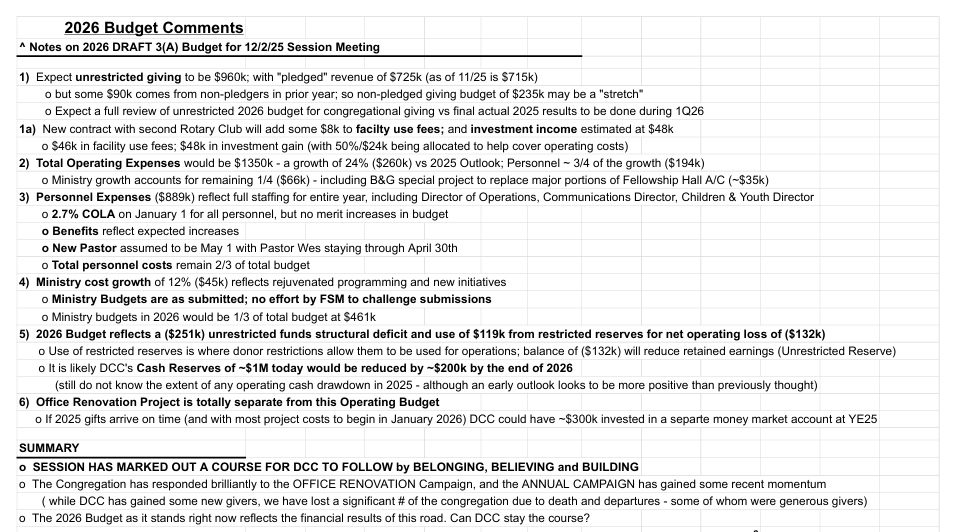 2026 Budget Comments
^ Notes on 2026 DRAFT 3(A) Budget for 12/2/25 Session Meeting
1) Expect unrestricted giving to be $960k; with "pledged" revenue of $725k (as of 11/25 is $715k)
o but some $90k comes from non-pledgers in prior year; so non-pledged giving budget of $235k may be a "stretch"
o Expect a full review of unrestricted 2026 budget for congregational giving vs final actual 2025 results to be done during 1Q26
1a) New contract with second Rotary Club will add some $8k to facilty use fees; and investment income estimated at $48k
o $46k in facility use fees; $48k in investment gain (with 50%/$24k being allocated to help cover operating costs)
2) Total Operating Expenses would be $1350k - a growth of 24% ($260k) vs 2025 Outlook; Personnel ~ 3/4 of the growth ($194k)
o Ministry growth accounts for remaining 1/4 ($66k) - including B&G special project to replace major portions of Fellowship Hall A/C (~$35k)
3) Personnel Expenses ($889k) reflect full staffing for entire year, including Director of Operations, Communications Director, Children & Youth Director
o 2.7% COLA on January 1 for all personnel, but no merit increases in budget
o Benefits reflect expected increases
o New Pastor assumed to be May 1 with Pastor Wes staying through April 30th
o Total personnel costs remain 2/3 of total budget
4) Ministry cost growth of 12% ($45k) reflects rejuvenated programming and new initiatives
o Ministry Budgets are as submitted; no effort by FSM to challenge submissions
o Ministry budgets in 2026 would be 1/3 of total budget at $461k
5) 2026 Budget reflects a ($251k) unrestricted funds structural deficit and use of $119k from restricted reserves for net operating loss of ($132k)
o Use of restricted reserves is where donor restrictions allow them to be used for operations; balance of ($132k) will reduce retained earnings (Unrestricted Reserve)
o It is likely DCC's Cash Reserves of ~$1M today would be reduced by ~$200k by the end of 2026
(still do not know the extent of any operating cash drawdown in 2025 - although an early outlook looks to be more positive than previously thought)
6) Office Renovation Project is totally separate from this Operating Budget
o If 2025 gifts arrive on time (and with most project costs to begin in January 2026) DCC could have ~$300k invested in a separte money market account at YE25
SUMMARY
o SESSION HAS MARKED OUT A COURSE FOR DCC TO FOLLOW by BELONGING, BELIEVING and BUILDING
o The Congregation has responded brilliantly to the OFFICE RENOVATION Campaign, and the ANNUAL CAMPAIGN has gained some recent momentum
( while DCC has gained some new givers, we have lost a significant # of the congregation due to death and departures - some of whom were generous givers)
o The 2026 Budget as it stands right now reflects the financial results of this road. Can DCC stay the course?